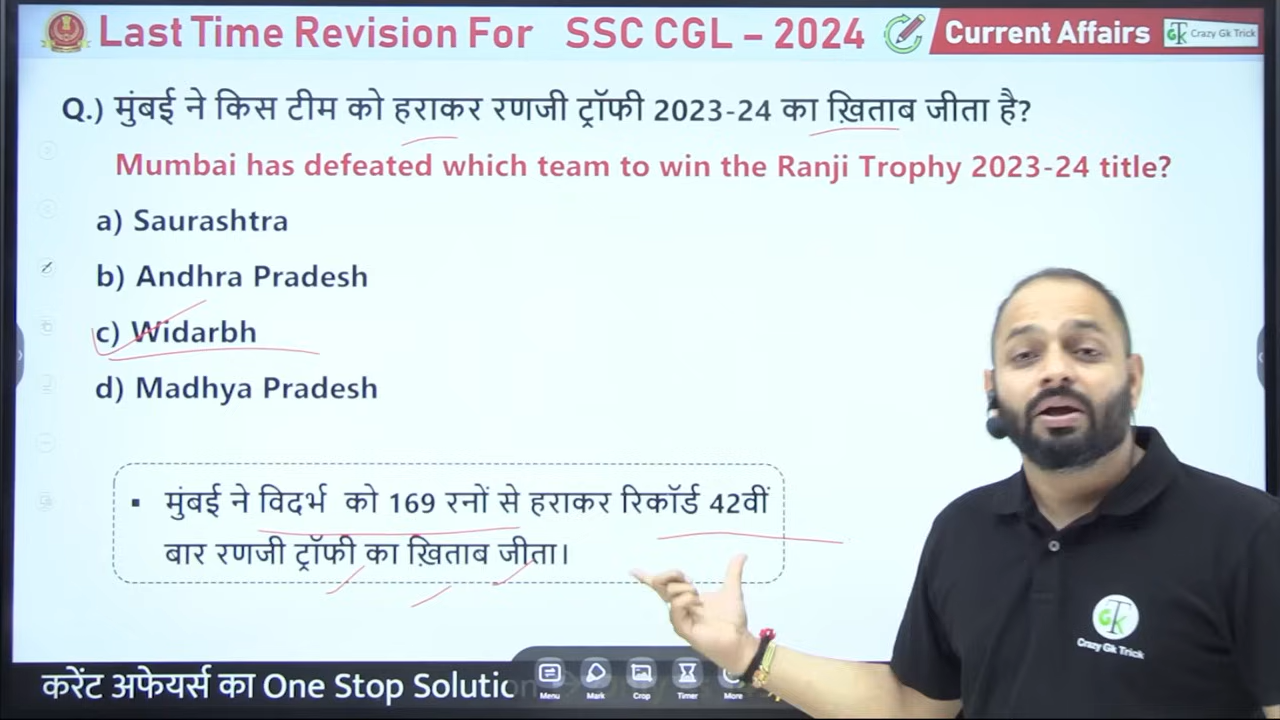 Last Time Revision For SSC CGL – 2024
Current Affairs
Crazy Gk Trick
Q.) मुंबई ने किस टीम को हराकर रणजी ट्रॉफी 2023-24 का ख़िताब जीता है?
Mumbai has defeated which team to win the Ranji Trophy 2023-24 title?
a) Saurashtra
b) Andhra Pradesh
c) Widarbh
d) Madhya Pradesh
▪ मुंबई ने विदर्भ को 169 रनों से हराकर रिकॉर्ड 42वीं
बार रणजी ट्रॉफी का ख़िताब जीता।
GTK
Crazy Gk Trick
Menu Mark Crop Timer More
करेंट अफेयर्स का One Stop Solutio